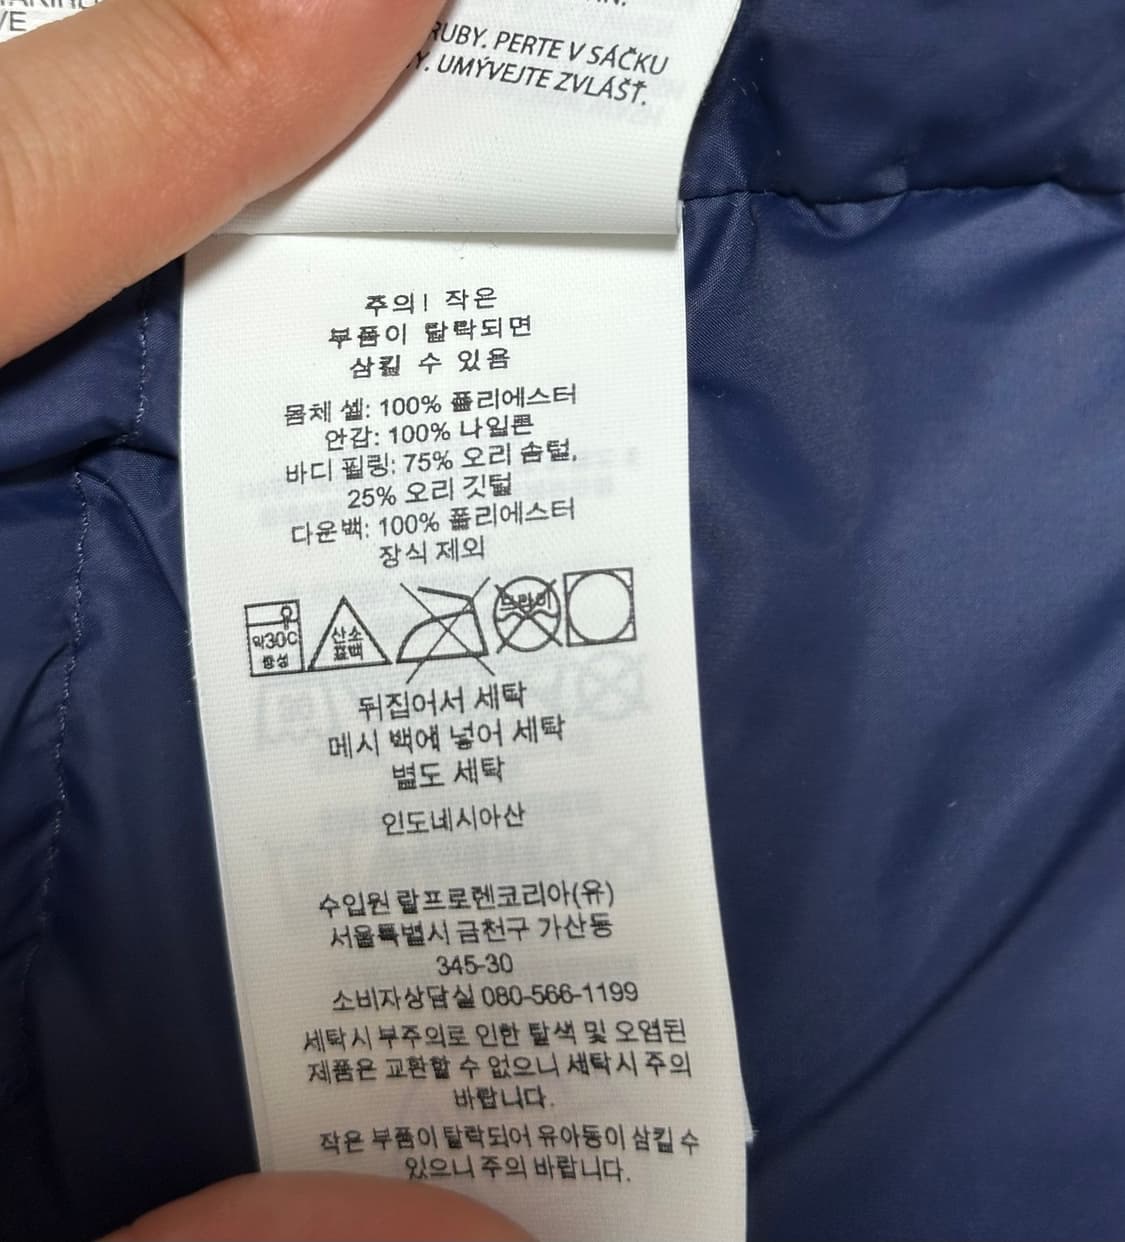 VE
RUBY. PERTE V SÁČKU
Y. UMÝVEJTE ZVLÁŠŤ.
주의! 작은
부품이 탈락되면
삼킬 수 있음
몸체 쉘: 100% 폴리에스터
안감: 100% 나일론
바디 필링: 75% 오리 솜털,
25% 오리 깃털
다운백: 100% 폴리에스터
장식 제외
약30℃
중성
산소
표백
드라이
뒤집어서 세탁
메시 백에 넣어 세탁
별도 세탁
인도네시아산
수입원 랄프로렌코리아(유)
서울특별시 금천구 가산동
345-30
소비자상담실 080-566-1199
세탁시 부주의로 인한 탈색 및 오염된
제품은 교환할 수 없으니 세탁시 주의
바랍니다.
작은 부품이 탈락되어 유아동이 삼킬 수
있으니 주의 바랍니다.